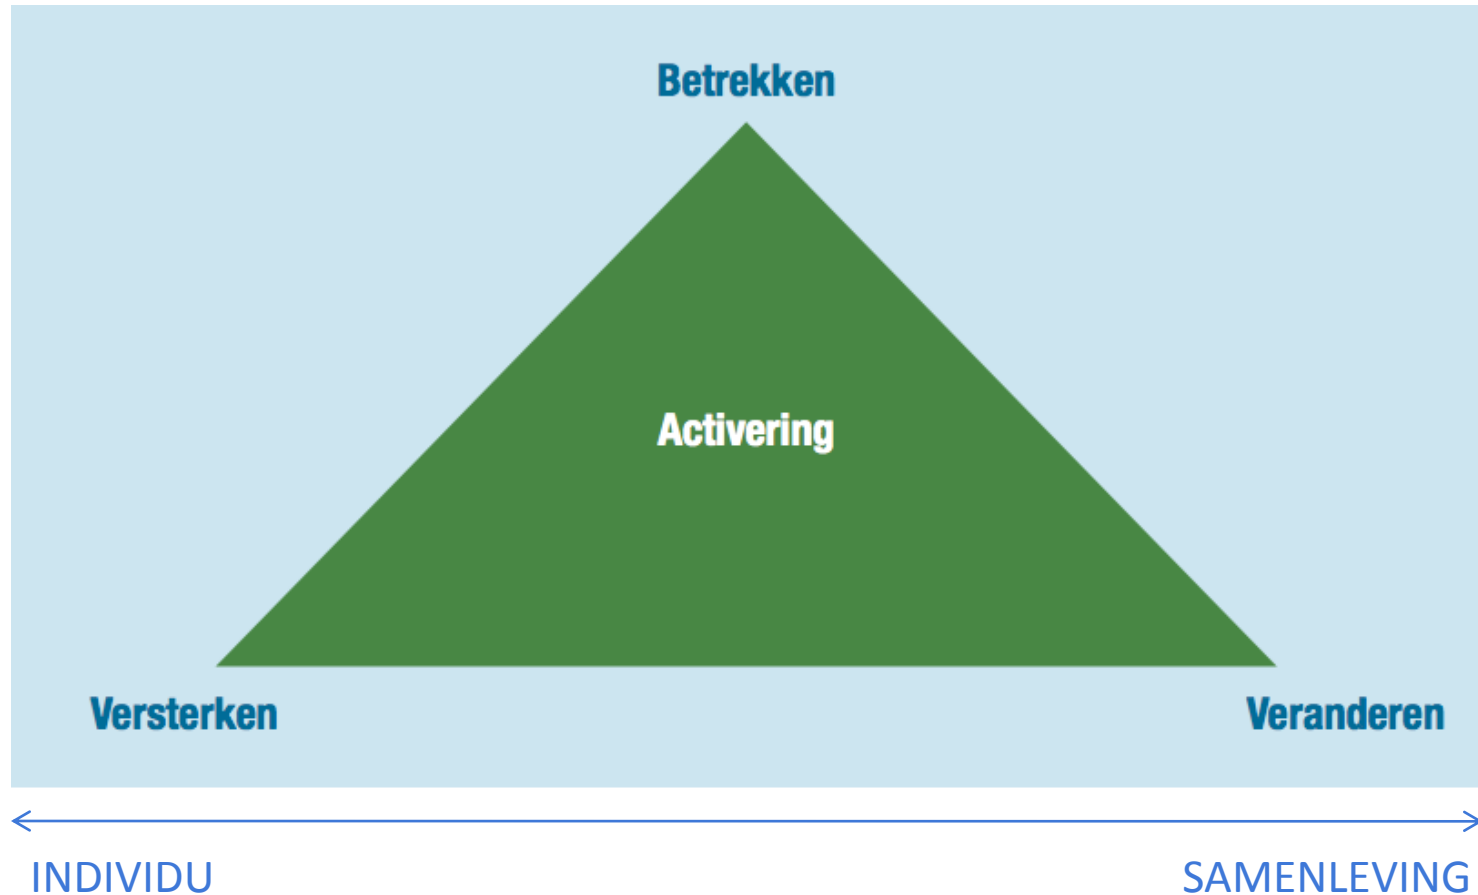 Betrekken
Activering
Versterken
Veranderen
INDIVIDU
SAMENLEVING